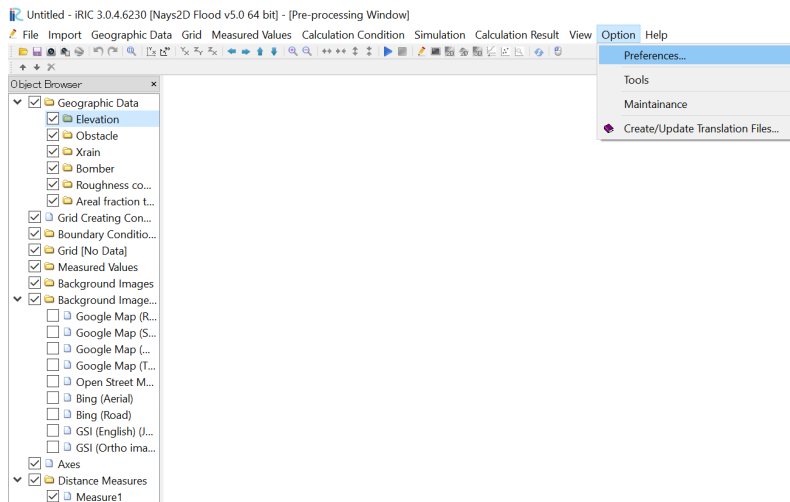 Untitled - iRIC 3.0.4.6230 [Nays2D Flood v5.0 64 bit] - [Pre-processing Window]
File Import Geographic Data Grid Measured Values Calculation Condition Simulation Calculation Result View Option Help
Preferences...
Tools
Maintainance
Create/Update Translation Files...
Object Browser
Geographic Data
Elevation
Obstacle
Xrain
Bomber
Roughness co...
Areal fraction t...
Grid Creating Con...
Boundary Conditio...
Grid [No Data]
Measured Values
Background Images
Background Image...
Google Map (R...
Google Map (S...
Google Map (...
Google Map (T...
Open Street M...
Bing (Aerial)
Bing (Road)
GSI (English) (J...
GSI (Ortho ima...
Axes
Distance Measures
Measure1